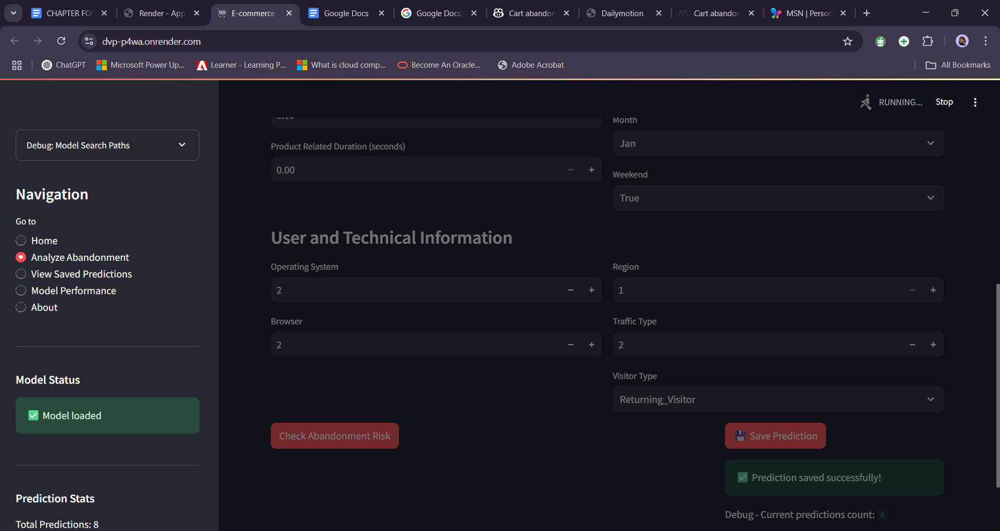 CHAPTER FO
Render - App
E-commerce
Google Docs
Google Docs:
Cart abandon
Dailymotion
Cart abandon
MSN | Person
dvp-p4wa.onrender.com
ChatGPT
Microsoft Power Up...
Learner - Learning P...
What is cloud comp...
Become An Oracle...
Adobe Acrobat
All Bookmarks
RUNNING...
Stop
Debug: Model Search Paths
Navigation
Go to
Home
Analyze Abandonment
View Saved Predictions
Model Performance
About
Model Status
✅ Model loaded
Prediction Stats
Total Predictions: 8
Product Related Duration (seconds)
0.00
Month
Jan
Weekend
True
User and Technical Information
Operating System
2
Region
1
Browser
2
Traffic Type
2
Visitor Type
Returning_Visitor
Check Abandonment Risk
💾 Save Prediction
✅ Prediction saved successfully!
Debug - Current predictions count: 8